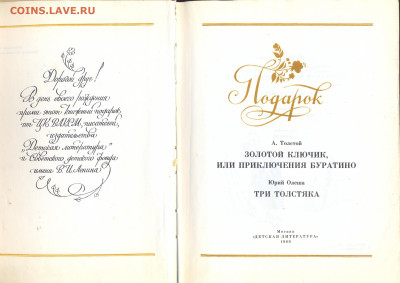 COINS.LAVE.RU
Дорогой друг!
В день своего рождения
прими этот книжный подарок
от ЦК ВЛКСМ, писателей,
издательства
"Детская литература"
и Советского детского фонда
имени В. И. Ленина
Подарок
А. Толстой
ЗОЛОТОЙ КЛЮЧИК,
ИЛИ ПРИКЛЮЧЕНИЯ БУРАТИНО
Юрий Олеша
ТРИ ТОЛСТЯКА
Москва
«ДЕТСКАЯ ЛИТЕРАТУРА»